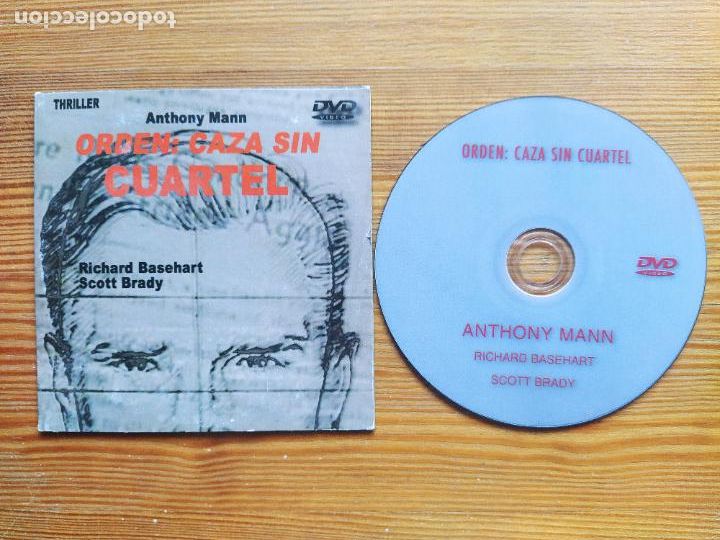 todocoleccion
THRILLER
DVD
VIDEO
Anthony Mann
ORDEN: CAZA SIN
CUARTEL
Richard Basehart
Scott Brady
ORDEN: CAZA SIN CUARTEL
DVD
VIDEO
ANTHONY MANN
RICHARD BASEHART
SCOTT BRADY